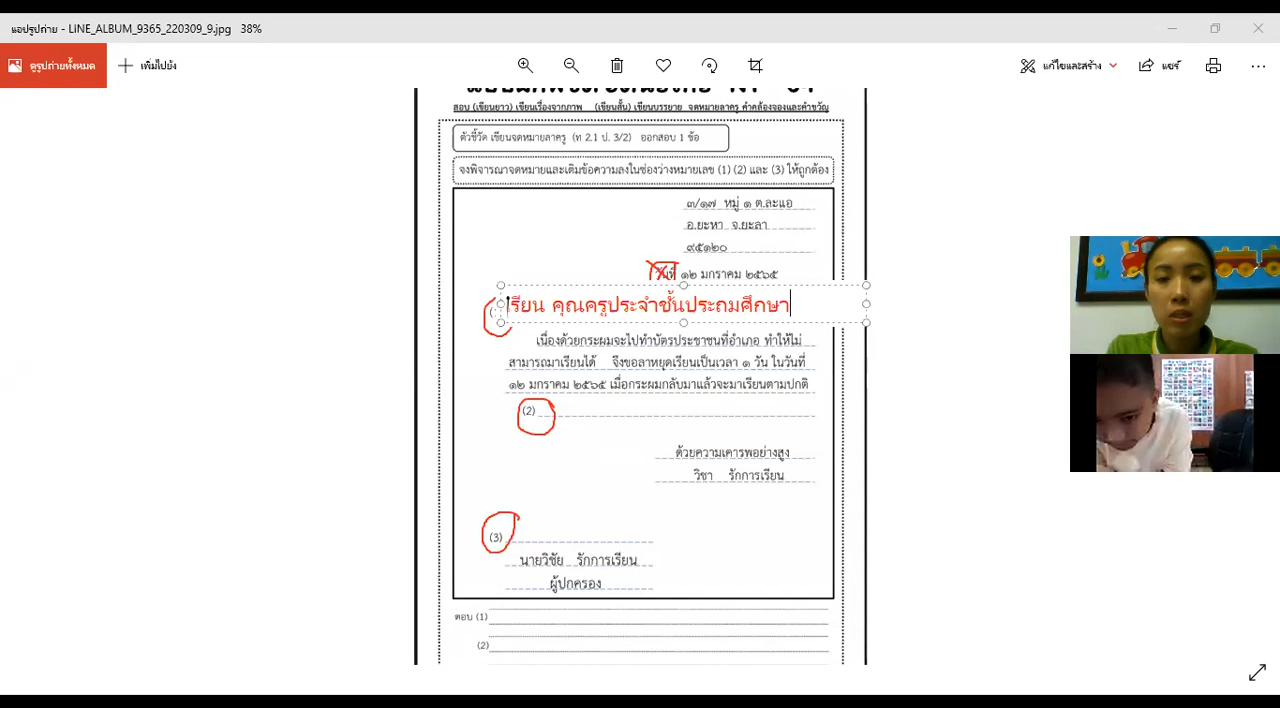 แอปรูปถ่าย - LINE_ALBUM_9365_220309_9.jpg 38%
ดูรูปถ่ายทั้งหมด
เพิ่มไปยัง
แก้ไขและสร้าง
แชร์
สอบ (เขียนยาว) เขียนเรื่องจากภาพ (เขียนสั้น) เขียนบรรยาย จดหมายลาครู คำคล้องจองและคำขวัญ
ตัวชี้วัด เขียนจดหมายลาครู (ท 2.1 ป. 3/2) ออกสอบ 1 ข้อ
จงพิจารณาจดหมายและเติมข้อความลงในช่องว่างหมายเลข (1) (2) และ (3) ให้ถูกต้อง
๓/๑๗ หมู่ ๑ ต.ละแอ
อ.ยะหา จ.ยะลา
๙๕๑๒๐
วันที่ ๑๒ มกราคม ๒๕๖๕
เรียน คุณครูประจำชั้นประถมศึกษา
เนื่องด้วยกระผมจะไปทำบัตรประชาชนที่อำเภอ ทำให้ไม่
สามารถมาเรียนได้ จึงขอลาหยุดเรียนเป็นเวลา ๑ วัน ในวันที่
๑๒ มกราคม ๒๕๖๕ เมื่อกระผมกลับมาแล้วจะมาเรียนตามปกติ
(2)
ด้วยความเคารพอย่างสูง
วิชา รักการเรียน
(3)
นายวิชัย รักการเรียน
ผู้ปกครอง
ตอบ (1)
(2)